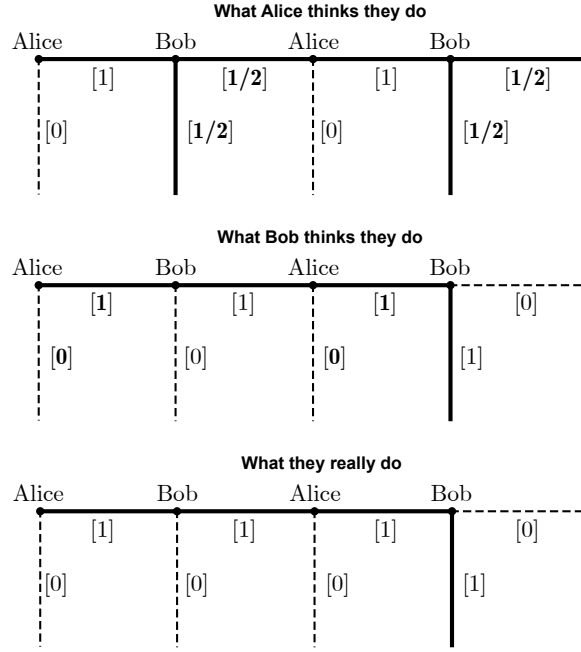 What Alice thinks they do
Alice Bob Alice Bob
[1] [1/2] [1] [1/2]
[0] [1/2] [0] [1/2]
What Bob thinks they do
Alice Bob Alice Bob
[1] [1] [1] [0]
[0] [0] [0] [1]
What they really do
Alice Bob Alice Bob
[1] [1] [1] [0]
[0] [0] [0] [1]